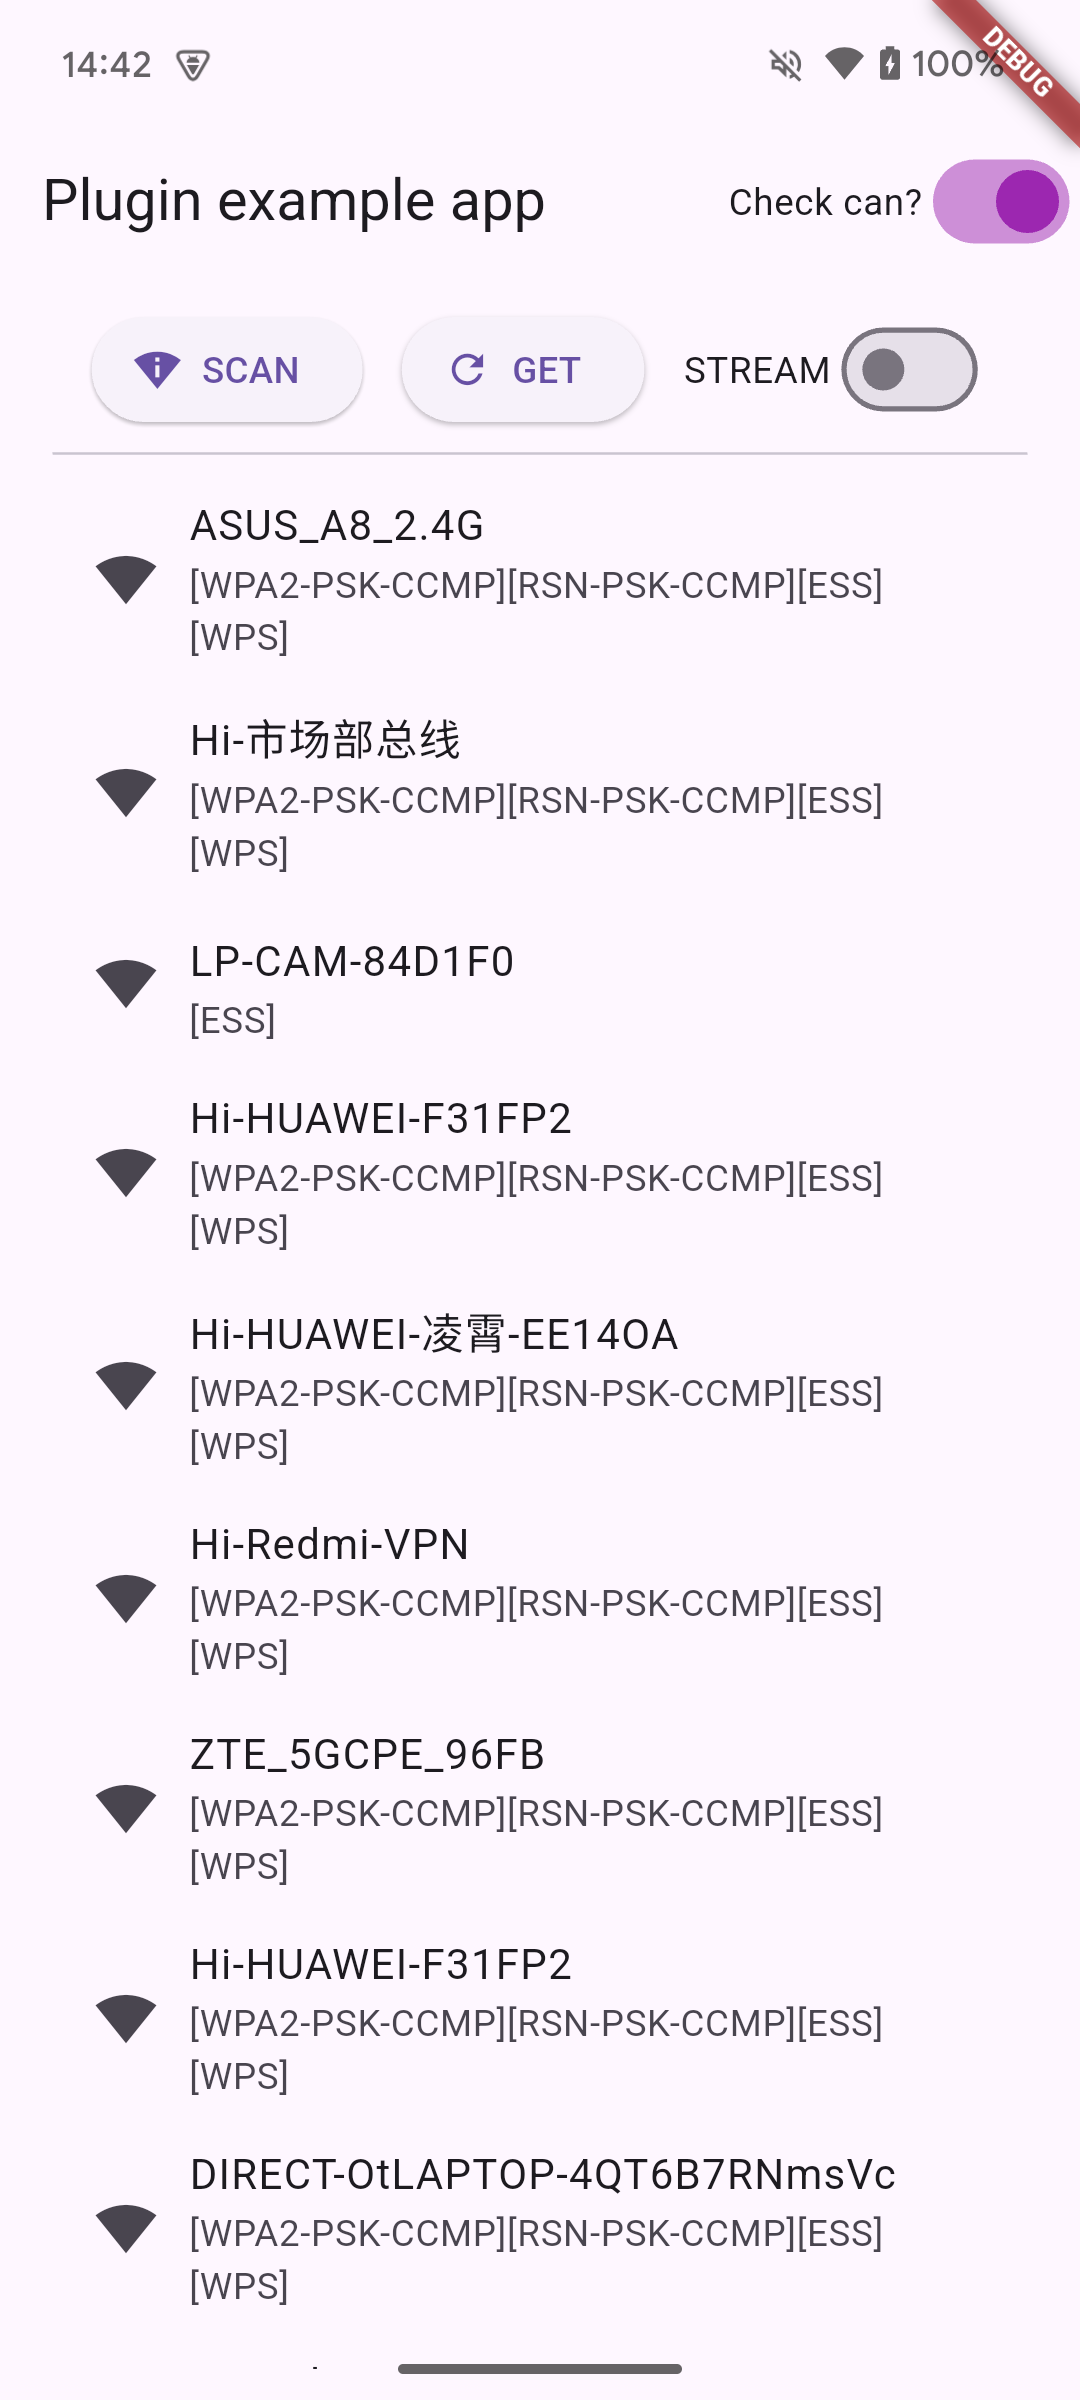 14:42
100%
DEBUG
Plugin example app
Check can?
SCAN
GET
STREAM
ASUS_A8_2.4G
[WPA2-PSK-CCMP][RSN-PSK-CCMP][ESS]
[WPS]
Hi-市场部总线
[WPA2-PSK-CCMP][RSN-PSK-CCMP][ESS]
[WPS]
LP-CAM-84D1F0
[ESS]
Hi-HUAWEI-F31FP2
[WPA2-PSK-CCMP][RSN-PSK-CCMP][ESS]
[WPS]
Hi-HUAWEI-凌霄-EE14OA
[WPA2-PSK-CCMP][RSN-PSK-CCMP][ESS]
[WPS]
Hi-Redmi-VPN
[WPA2-PSK-CCMP][RSN-PSK-CCMP][ESS]
[WPS]
ZTE_5GCPE_96FB
[WPA2-PSK-CCMP][RSN-PSK-CCMP][ESS]
[WPS]
Hi-HUAWEI-F31FP2
[WPA2-PSK-CCMP][RSN-PSK-CCMP][ESS]
[WPS]
DIRECT-OtLAPTOP-4QT6B7RNmsVc
[WPA2-PSK-CCMP][RSN-PSK-CCMP][ESS]
[WPS]